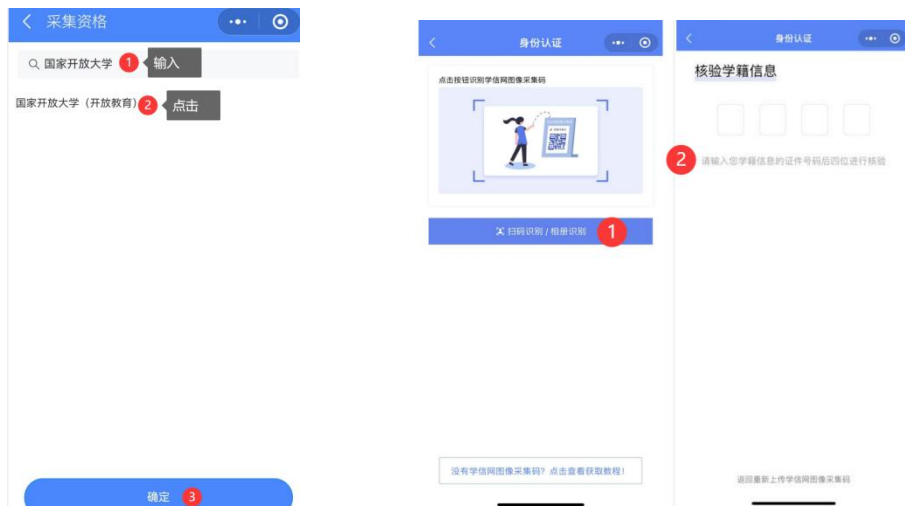 采集资格
国家开放大学 1 输入
国家开放大学（开放教育） 2 点击
确定 3
身份认证
点击按钮识别学信网图像采集码
扫码识别 / 相册识别 1
没有学信网图像采集码？点击查看获取教程！
身份认证
核验学籍信息
2 请输入您学籍信息的证件号码后四位进行核验
返回重新上传学信网图像采集码